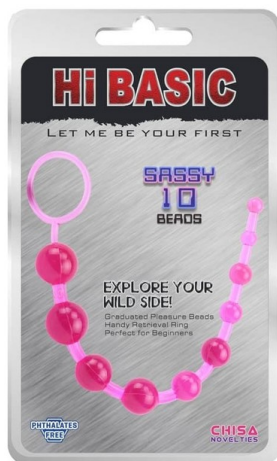 Hi BASIC
LET ME BE YOUR FIRST
SASSY
10
BEADS
EXPLORE YOUR
WILD SIDE!
Graduated Pleasure Beads
Handy Retrieval Ring
Perfect for Beginners
PHTHALATES
FREE
CHISA
NOVELTIES